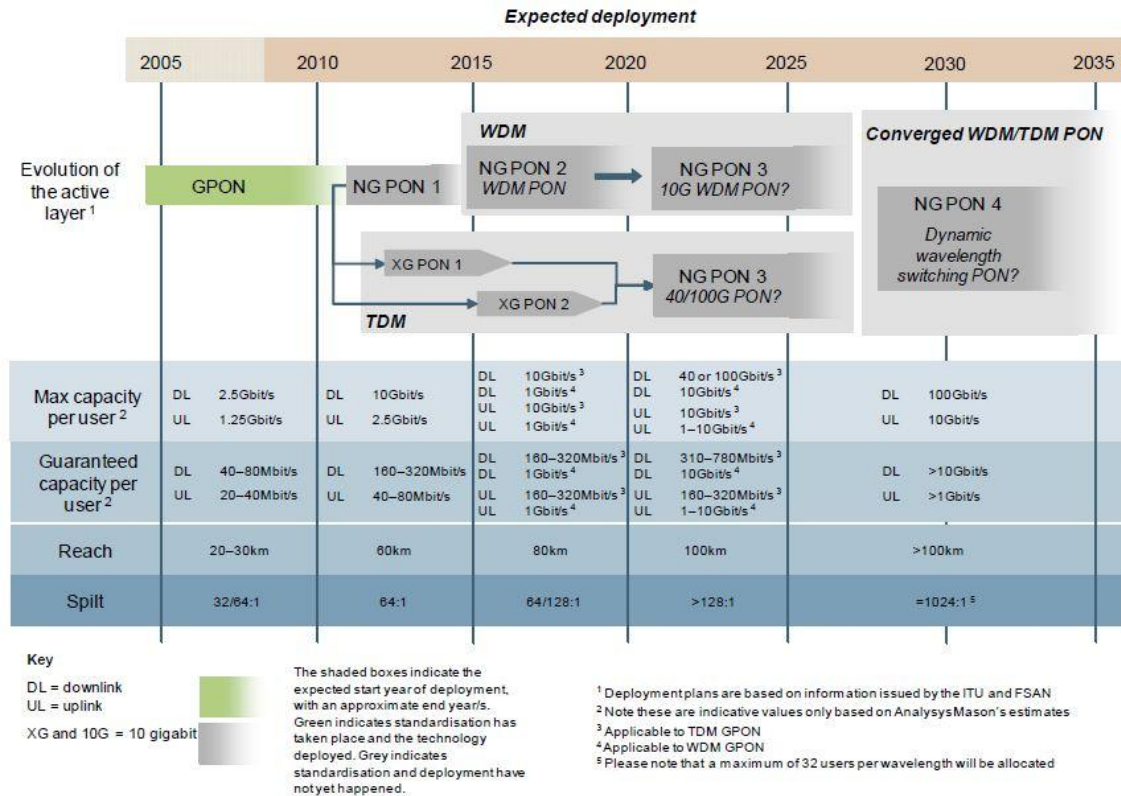 Expected deployment
2005 2010 2015 2020 2025 2030 2035
WDM
Converged WDM/TDM PON
Evolution of
the active
layer 1
GPON
NG PON 1
NG PON 2
WDM PON
NG PON 3
10G WDM PON?
NG PON 4
Dynamic
wavelength
switching PON?
XG PON 1
XG PON 2
NG PON 3
40/100G PON?
TDM
Max capacity
per user 2
DL 2.5Gbit/s
UL 1.25Gbit/s
DL 10Gbit/s
UL 2.5Gbit/s
DL 10Gbit/s 3
DL 1Gbit/s 4
UL 10Gbit/s 3
UL 1Gbit/s 4
DL 40 or 100Gbit/s 3
DL 10Gbit/s 4
UL 10Gbit/s 3
UL 1–10Gbit/s 4
DL 100Gbit/s
UL 10Gbit/s
Guaranteed
capacity per
user 2
DL 40–80Mbit/s
UL 20–40Mbit/s
DL 160–320Mbit/s
UL 40–80Mbit/s
DL 160–320Mbit/s 3
DL 1Gbit/s 4
UL 160–320Mbit/s 3
UL 1Gbit/s 4
DL 310–780Mbit/s 3
DL 10Gbit/s 4
UL 160–320Mbit/s 3
UL 1–10Gbit/s 4
DL >10Gbit/s
UL >1Gbit/s
Reach 20–30km 60km 80km 100km >100km
Spilt 32/64:1 64:1 64/128:1 >128:1 =1024:1 5
Key
DL = downlink
UL = uplink
XG and 10G = 10 gigabit
The shaded boxes indicate the
expected start year of deployment,
with an approximate end year/s.
Green indicates standardisation has
taken place and the technology
deployed. Grey indicates
standardisation and deployment have
not yet happened.
1 Deployment plans are based on information issued by the ITU and FSAN
2 Note these are indicative values only based on Analysys Mason's estimates
3 Applicable to TDM GPON
4 Applicable to WDM GPON
5 Please note that a maximum of 32 users per wavelength will be allocated